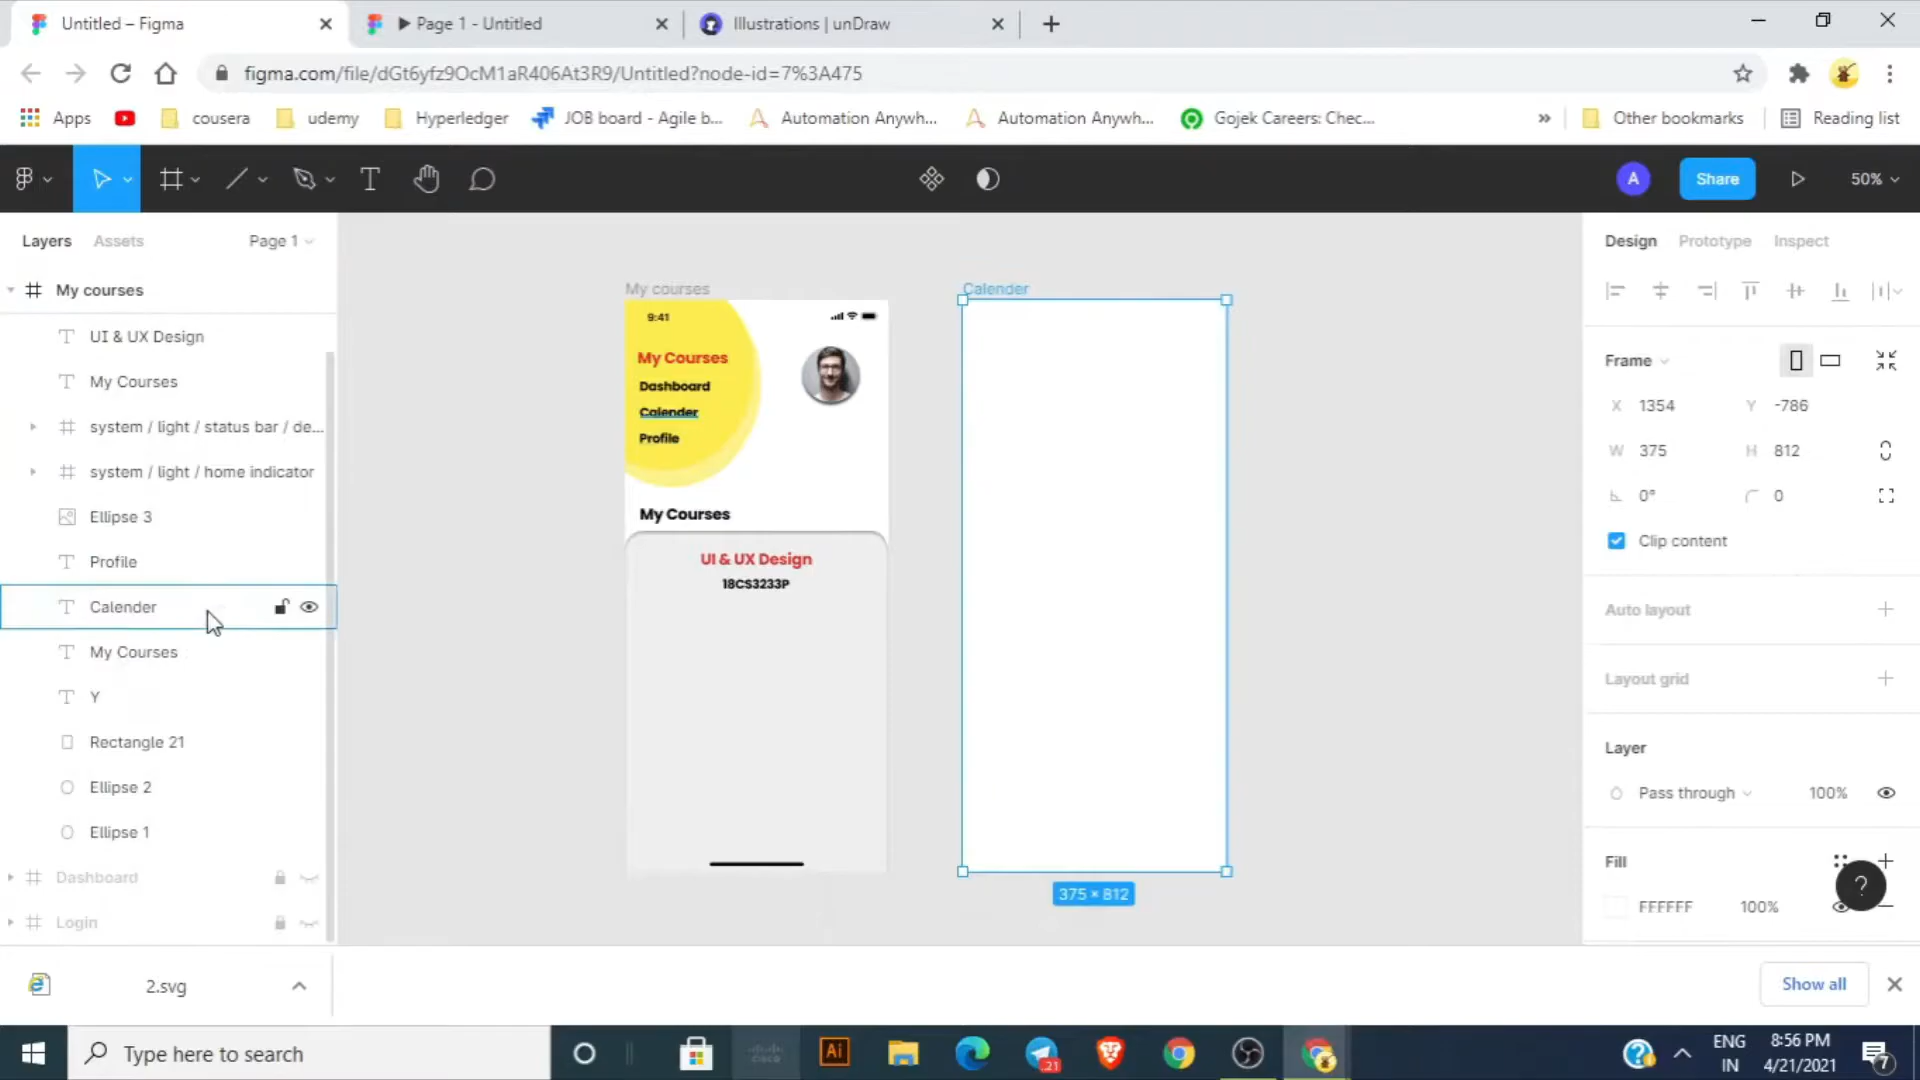 Untitled – Figma
▶ Page 1 - Untitled
Illustrations | unDraw
figma.com/file/dGt6yfz9OcM1aR406At3R9/Untitled?node-id=7%3A475
Apps
cousera
udemy
Hyperledger
JOB board - Agile b...
Automation Anywh...
Automation Anywh...
Gojek Careers: Chec...
»
Other bookmarks
Reading list
A
Share
50%
Layers
Assets
Page 1
Design
Prototype
Inspect
My courses
UI & UX Design
My Courses
system / light / status bar / de...
system / light / home indicator
Ellipse 3
Profile
Calender
My Courses
Y
Rectangle 21
Ellipse 2
Ellipse 1
Dashboard
Login
My courses
9:41
My Courses
Dashboard
Calender
Profile
My Courses
UI & UX Design
18CS3233P
Calender
375 × 812
Frame
X 1354
Y -786
W 375
H 812
0°
0
Clip content
Auto layout
Layout grid
Layer
Pass through
100%
Fill
?
FFFFFF
100%
2.svg
Show all
Type here to search
cisco
Ai
21
ENG
IN
8:56 PM
4/21/2021
7